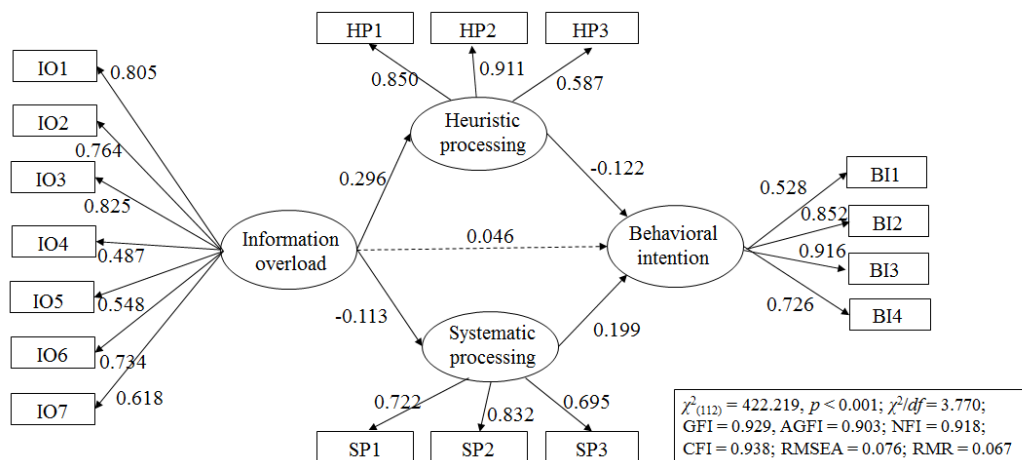 HP1
HP2
HP3
0.850
0.911
0.587
IO1
0.805
IO2
0.764
IO3
0.825
IO4
0.487
IO5
0.548
IO6
0.734
IO7
0.618
Heuristic
processing
0.296
-0.122
Information
overload
0.046
Behavioral
intention
-0.113
0.199
Systematic
processing
0.722
0.832
0.695
SP1
SP2
SP3
0.528
BI1
0.852
BI2
0.916
BI3
0.726
BI4
χ²(112) = 422.219, p < 0.001; χ²/df = 3.770;
GFI = 0.929, AGFI = 0.903; NFI = 0.918;
CFI = 0.938; RMSEA = 0.076; RMR = 0.067